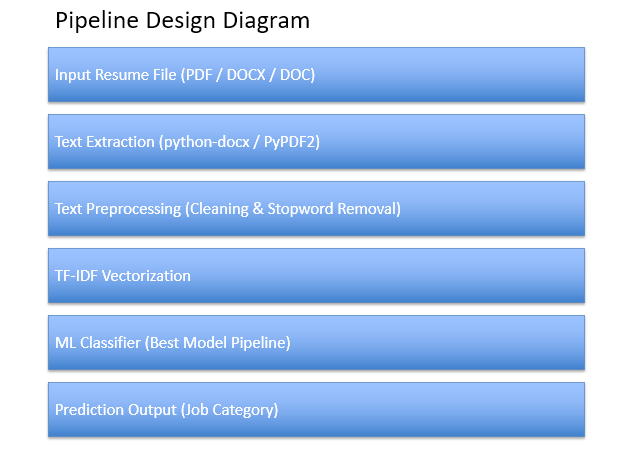 Pipeline Design Diagram
Input Resume File (PDF / DOCX / DOC)
Text Extraction (python-docx / PyPDF2)
Text Preprocessing (Cleaning & Stopword Removal)
TF-IDF Vectorization
ML Classifier (Best Model Pipeline)
Prediction Output (Job Category)